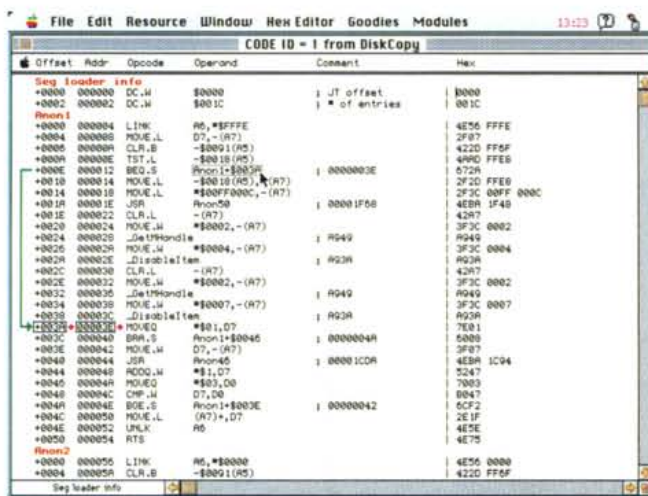 File Edit Resource Window Hex Editor Goodies Modules 13:23
CODE ID = 1 from DiskCopy
Offset Addr Opcode Operand Comment Hex
Seg loader info
+0000 000000 DC.W $0000 ; JT offset 0000
+0002 000002 DC.W $001C ; # of entries 001C
Anon1
+0000 000004 LINK A6,#$FFFE 4E56 FFFE
+0004 000008 MOVE.L D7,-(A7) 2F07
+0006 00000A CLR.B -$0091(A5) 422D FF6F
+000A 00000E TST.L -$0018(A5) 4AAD FFE8
+000E 000012 BEQ.S Anon1+$003A ; 0000003E 672A
+0010 000014 MOVE.L -$0018(A5),-(A7) 2F2D FFE8
+0014 000018 MOVE.L #$00FF000C,-(A7) 2F3C 00FF 000C
+001A 00001E JSR Anon50 ; 00001F68 4EBA 1F48
+001E 000022 CLR.L -(A7) 42A7
+0020 000024 MOVE.W #$0002,-(A7) 3F3C 0002
+0024 000028 _GetMHandle ; A949 A949
+0026 00002A MOVE.W #$0004,-(A7) 3F3C 0004
+002A 00002E _DisableItem ; A93A A93A
+002C 000030 CLR.L -(A7) 42A7
+002E 000032 MOVE.W #$0002,-(A7) 3F3C 0002
+0032 000036 _GetMHandle ; A949 A949
+0034 000038 MOVE.W #$0007,-(A7) 3F3C 0007
+0038 00003C _DisableItem ; A93A A93A
+003A 00003E MOVEQ #$01,D7 7E01
+003C 000040 BRA.S Anon1+$0046 ; 0000004A 6008
+003E 000042 MOVE.W D7,-(A7) 3F07
+0040 000044 JSR Anon46 ; 00001CDA 4EBA 1C94
+0044 000048 ADDQ.W #$1,D7 5247
+0046 00004A MOVEQ #$03,D0 7003
+0048 00004C CMP.W D7,D0 B047
+004A 00004E BGE.S Anon1+$003E ; 00000042 6CF2
+004C 000050 MOVE.L (A7)+,D7 2E1F
+004E 000052 UNLK A6 4E5E
+0050 000054 RTS 4E75
Anon2
+0000 000056 LINK A6,#$0000 4E56 0000
+0004 00005A CLR.B -$0091(A5) 422D FF6F
Seg loader info